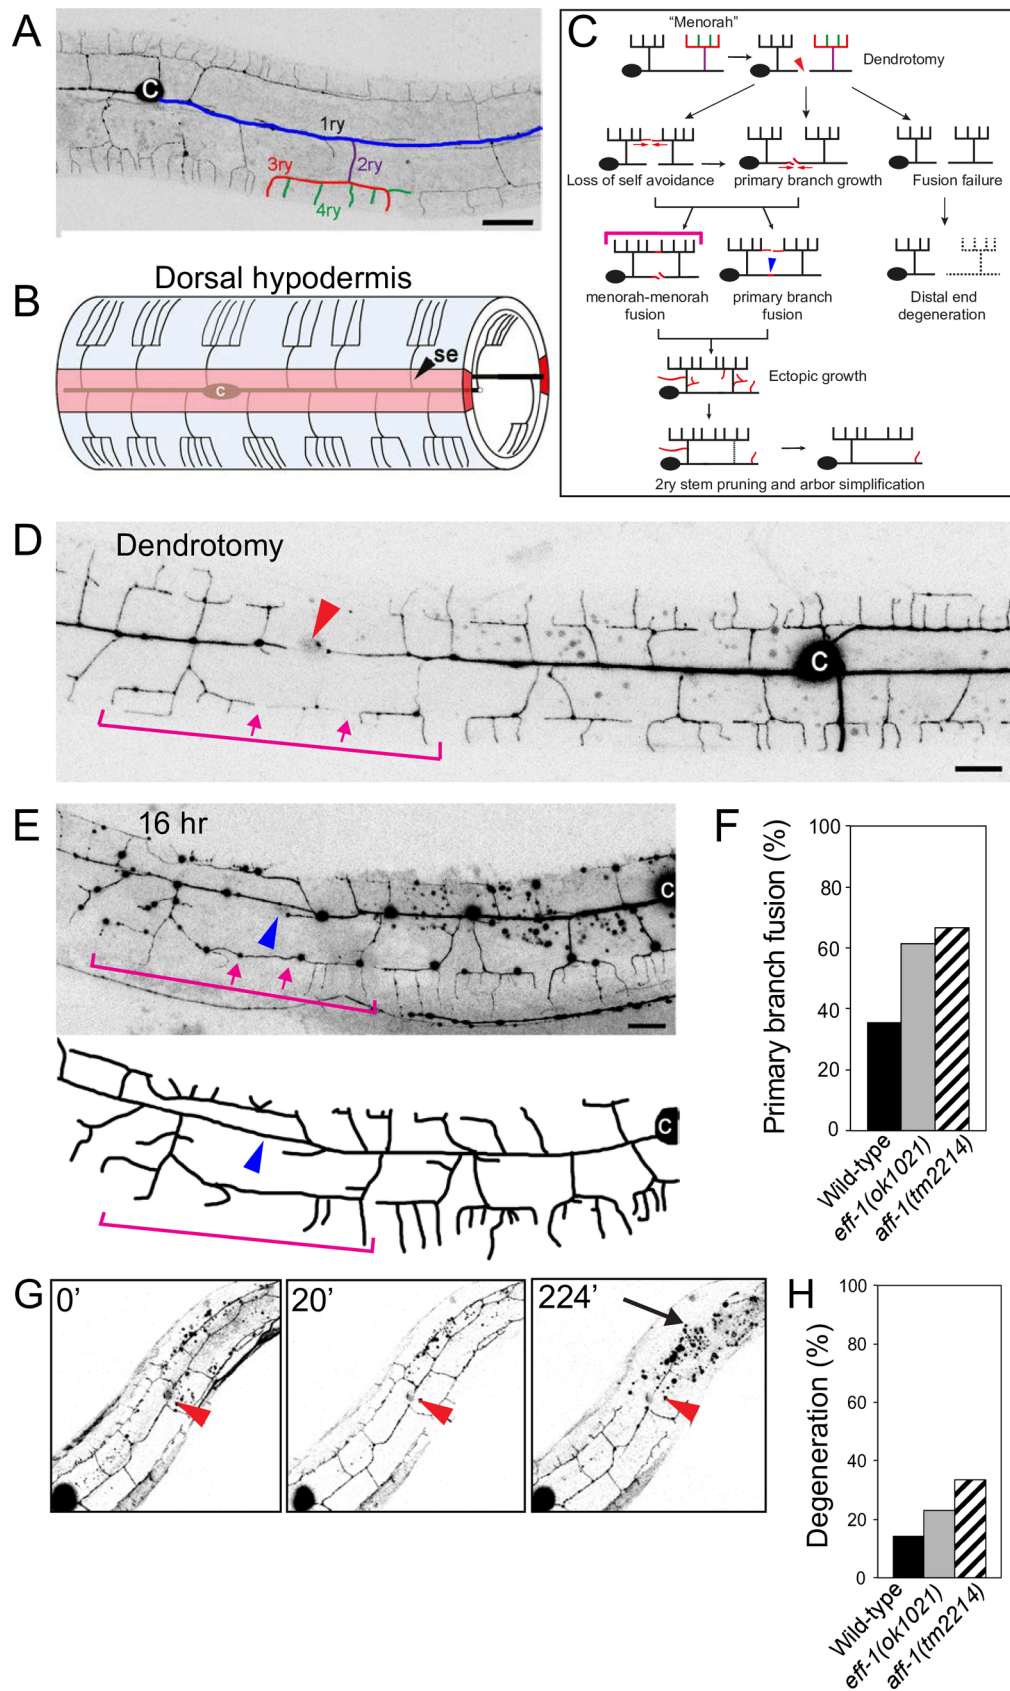 A
C
1ry
3ry
2ry
4ry
B
Dorsal hypodermis
se
c
C
"Menorah"
Dendrotomy
Loss of self avoidance
primary branch growth
Fusion failure
menorah-menorah
fusion
primary branch
fusion
Distal end
degeneration
Ectopic growth
2ry stem pruning and arbor simplification
D
Dendrotomy
C
E
16 hr
C
C
F
Primary branch fusion (%)
100
80
60
40
20
0
Wild-type
eff-1(ok1021)
aff-1(tm2214)
G
0'
20'
224'
H
Degeneration (%)
100
80
60
40
20
0
Wild-type
eff-1(ok1021)
aff-1(tm2214)